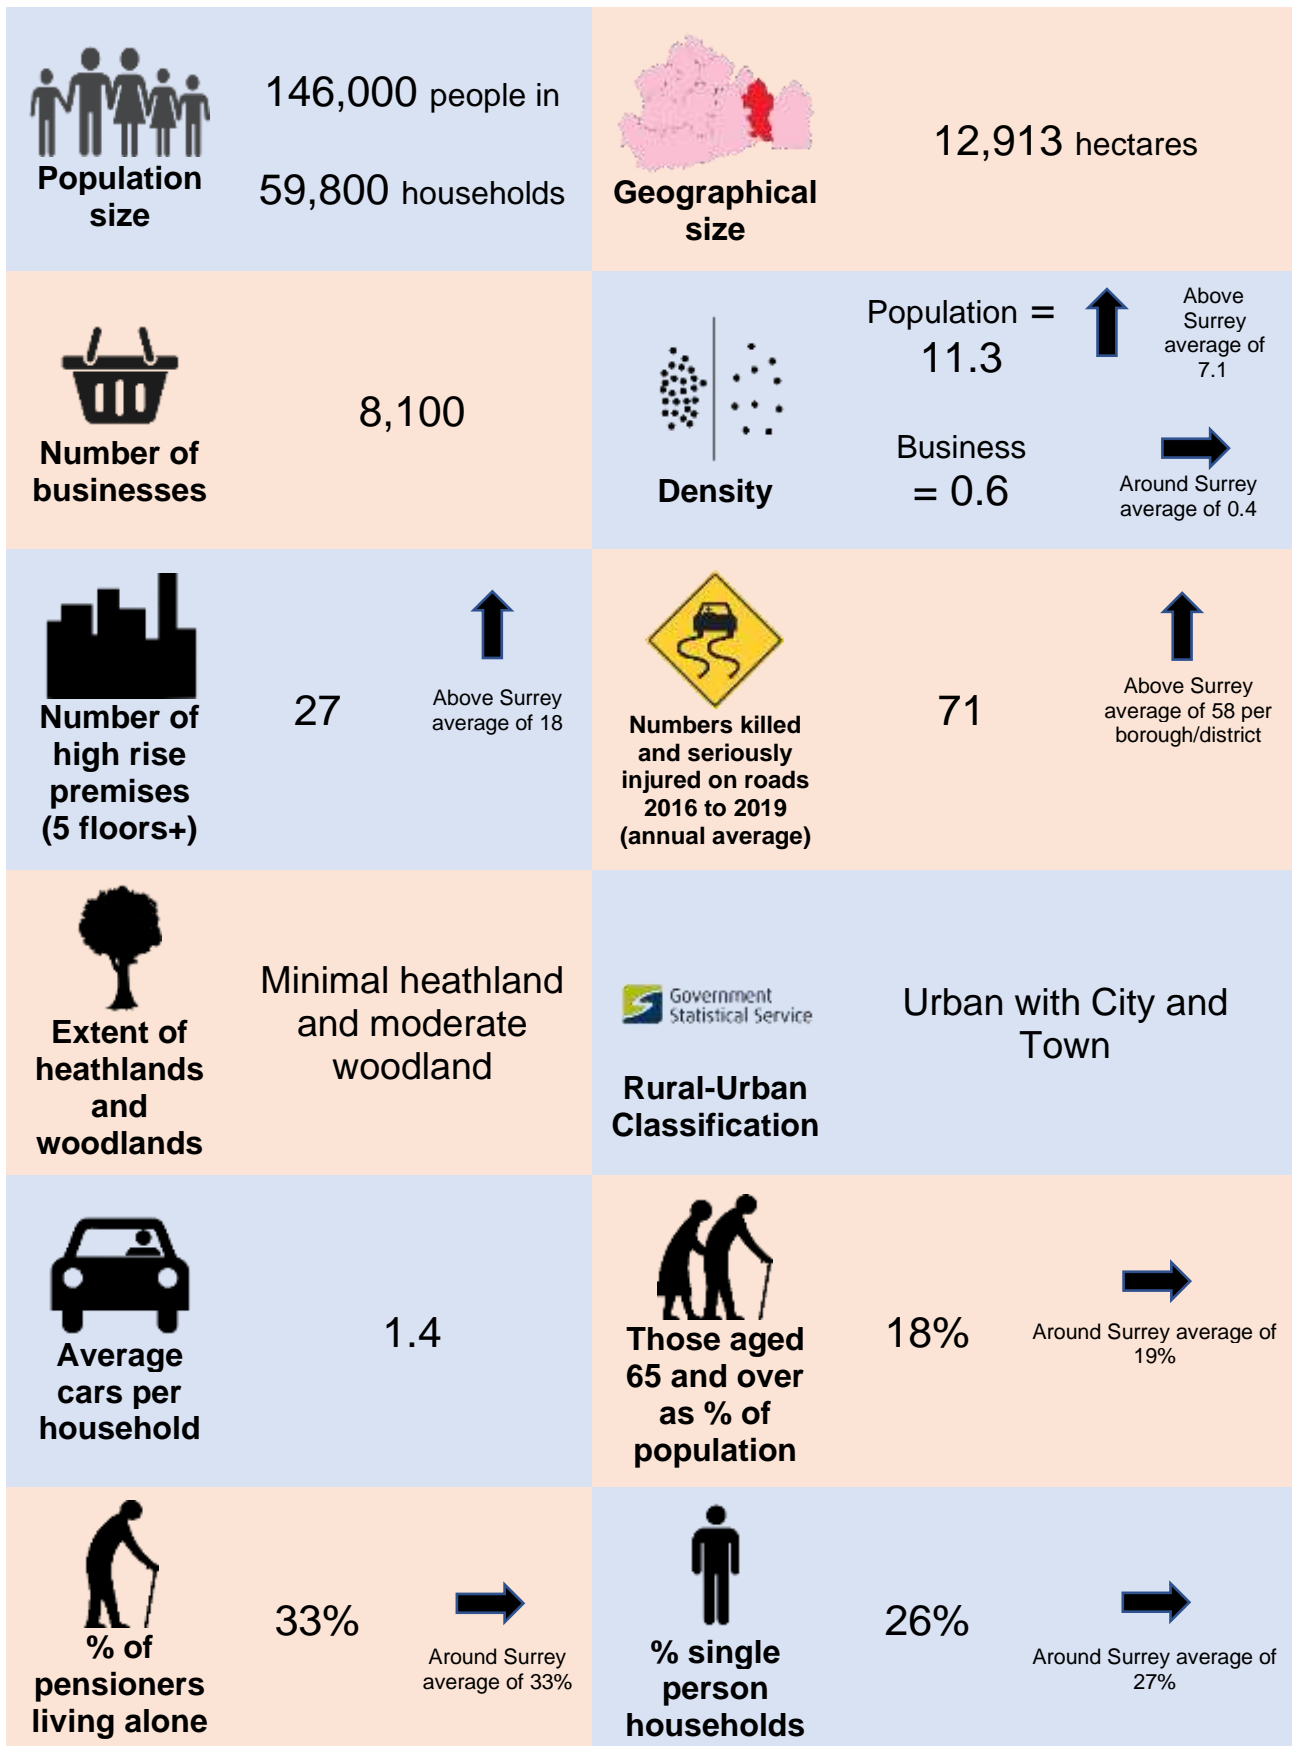 146,000 people in
59,800 households
Population
size
12,913 hectares
Geographical
size
8,100
Number of
businesses
Population =
11.3
Above
Surrey
average of
7.1
Business
= 0.6
Around Surrey
average of 0.4
Density
27
Above Surrey
average of 18
Number of
high rise
premises
(5 floors+)
71
Above Surrey
average of 58 per
borough/district
Numbers killed
and seriously
injured on roads
2016 to 2019
(annual average)
Minimal heathland
and moderate
woodland
Extent of
heathlands
and
woodlands
Government
Statistical Service
Urban with City and
Town
Rural-Urban
Classification
1.4
Average
cars per
household
18%
Around Surrey average of
19%
Those aged
65 and over
as % of
population
33%
Around Surrey
average of 33%
% of
pensioners
living alone
26%
Around Surrey average of
27%
% single
person
households